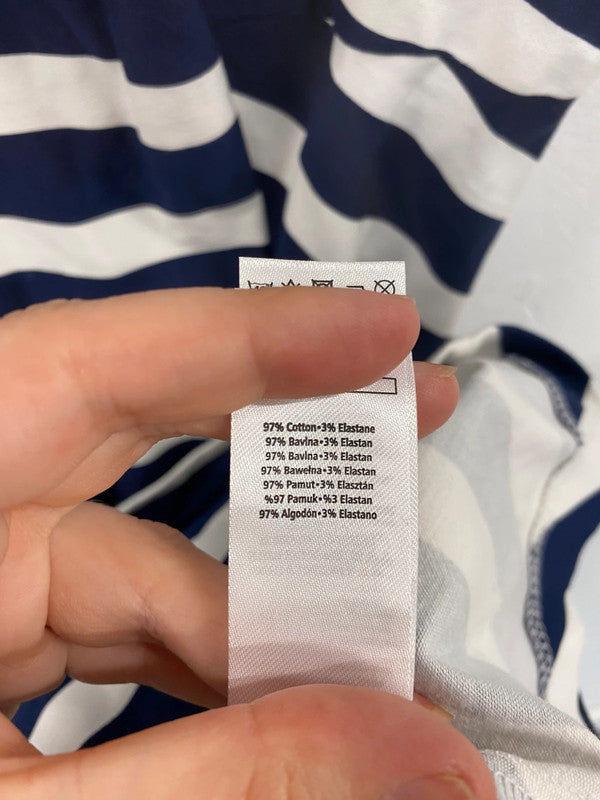 97% Cotton•3% Elastane
97% Bavlna•3% Elastan
97% Bavlna•3% Elastan
97% Bawełna•3% Elastan
97% Pamut•3% Elasztán
%97 Pamuk•%3 Elastan
97% Algodón•3% Elastano